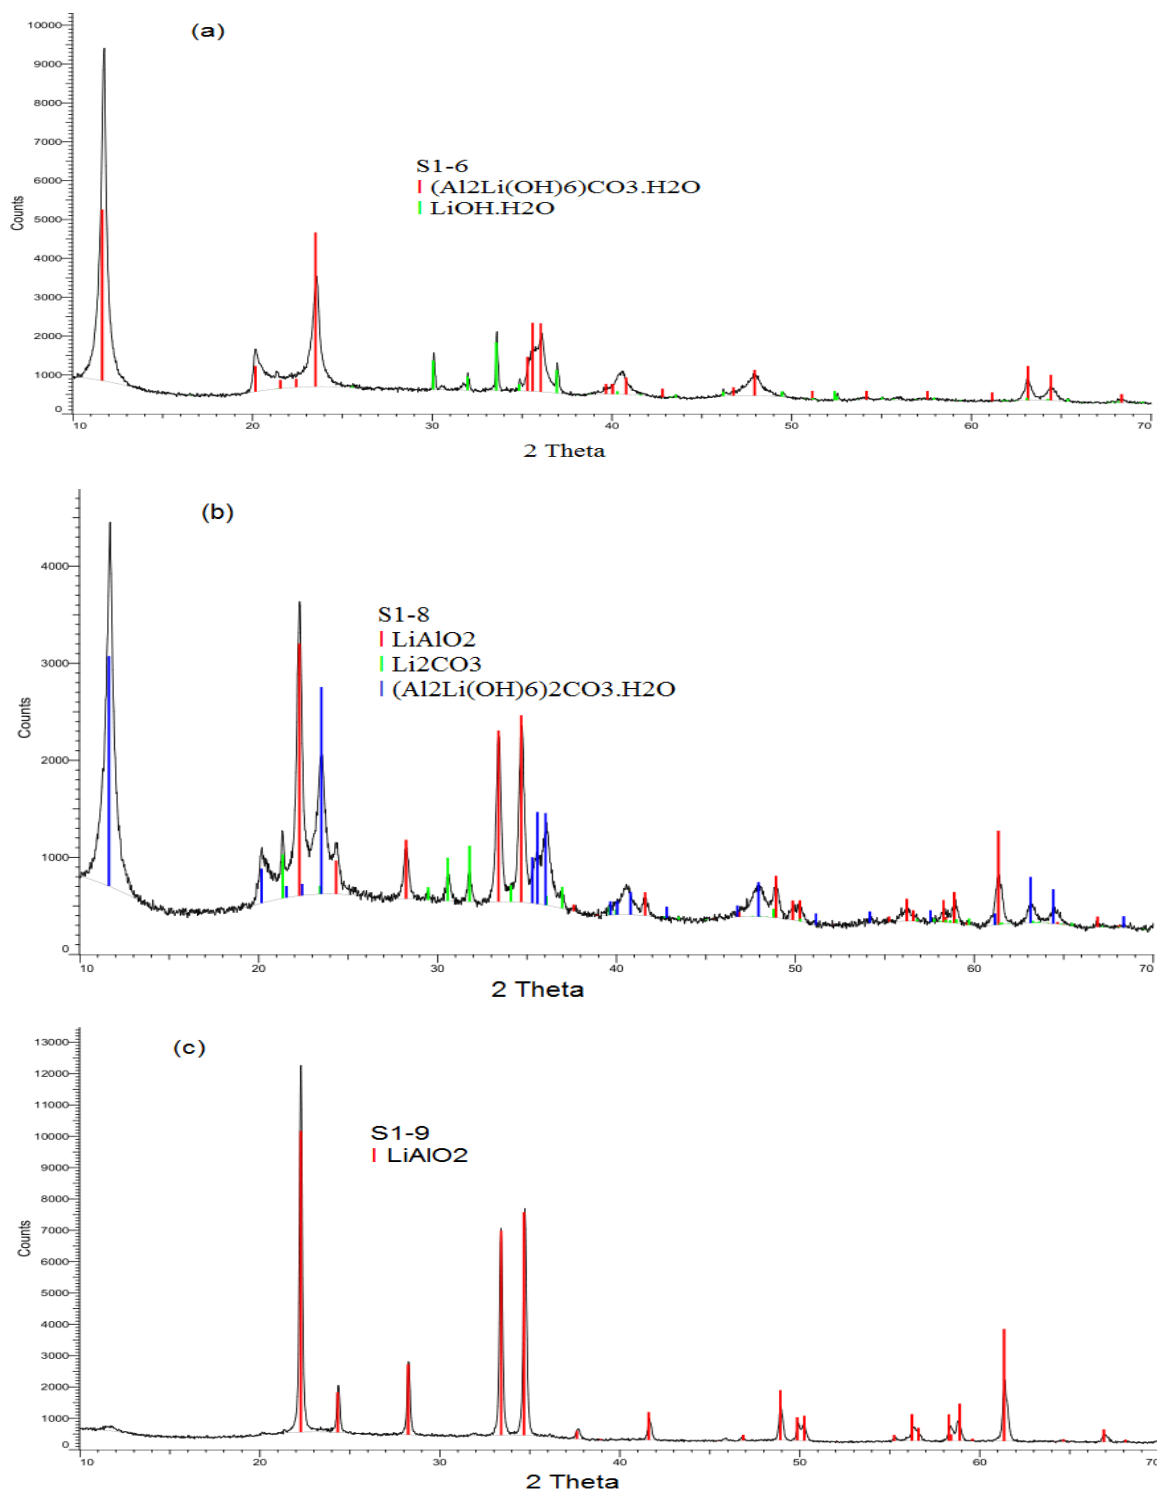 (a)
10000
9000
8000
7000
6000
5000
4000
3000
2000
1000
0
Counts
S1-6
(Al2Li(OH)6)CO3.H2O
LiOH.H2O
10 20 30 40 50 60 70
2 Theta
(b)
4000
3000
2000
1000
0
Counts
S1-8
LiAlO2
Li2CO3
(Al2Li(OH)6)2CO3.H2O
10 20 30 40 50 60 70
2 Theta
(c)
13000
12000
11000
10000
9000
8000
7000
6000
5000
4000
3000
2000
1000
0
Counts
S1-9
LiAlO2
10 20 30 40 50 60 70
2 Theta